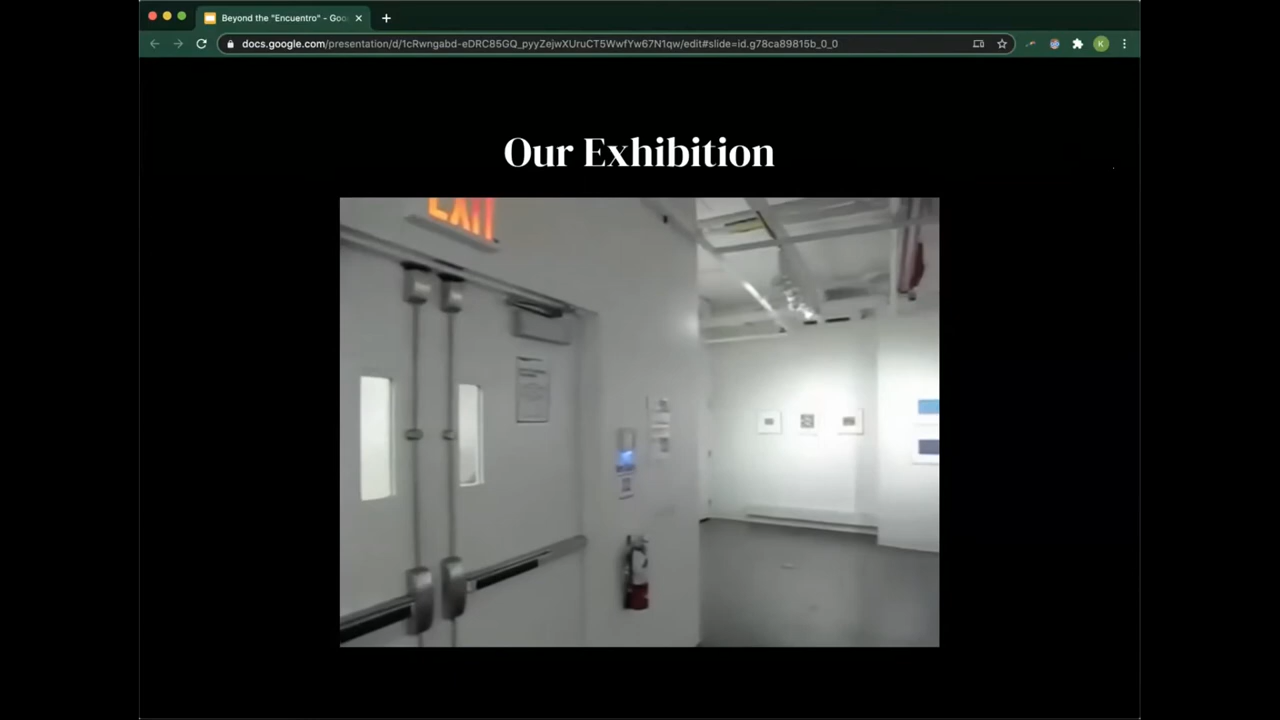 Beyond the "Encuentro" - Goo
docs.google.com/presentation/d/1cRwngabd-eDRC85GQ_pyyZejwXUruCT5WwfYw67N1qw/edit#slide=id.g78ca89815b_0_0
K
Our Exhibition
EXIT